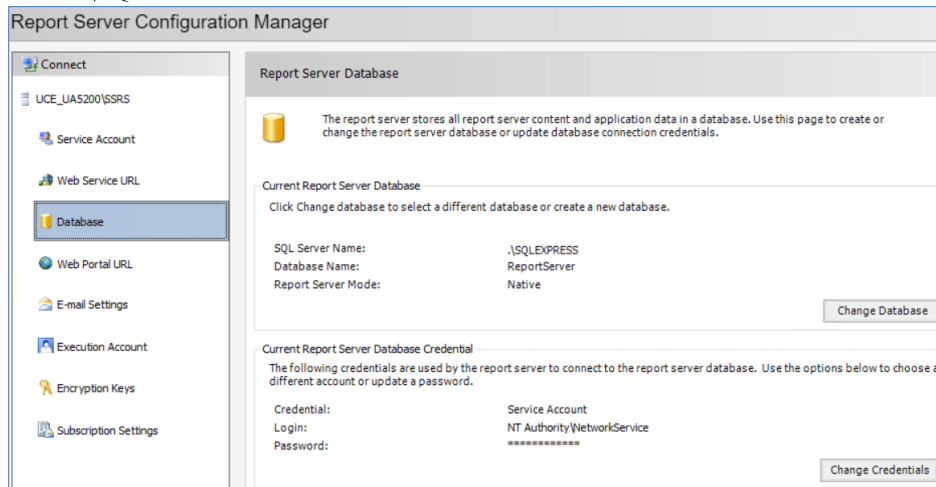 Report Server Configuration Manager
Connect
UCE_UA5200\SSRS
Service Account
Web Service URL
Database
Web Portal URL
E-mail Settings
Execution Account
Encryption Keys
Subscription Settings
Report Server Database
The report server stores all report server content and application data in a database. Use this page to create or
change the report server database or update database connection credentials.
Current Report Server Database
Click Change database to select a different database or create a new database.
SQL Server Name: .\SQLEXPRESS
Database Name: ReportServer
Report Server Mode: Native
Change Database
Current Report Server Database Credential
The following credentials are used by the report server to connect to the report server database. Use the options below to choose a
different account or update a password.
Credential: Service Account
Login: NT Authority\NetworkService
Password: ************
Change Credentials